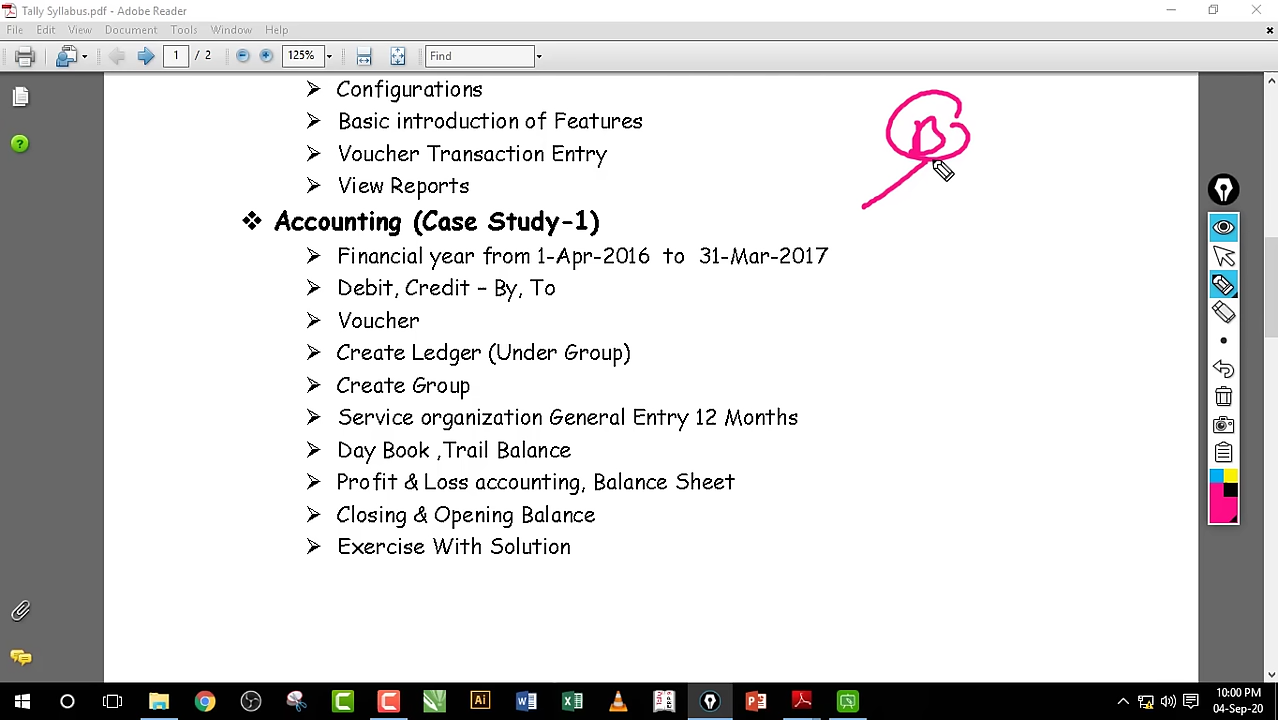 Tally Syllabus.pdf - Adobe Reader
File Edit View Document Tools Window Help
1 / 2 125% Find
Configurations
Basic introduction of Features
Voucher Transaction Entry
View Reports
Accounting (Case Study-1)
Financial year from 1-Apr-2016 to 31-Mar-2017
Debit, Credit – By, To
Voucher
Create Ledger (Under Group)
Create Group
Service organization General Entry 12 Months
Day Book ,Trail Balance
Profit & Loss accounting, Balance Sheet
Closing & Opening Balance
Exercise With Solution
10:00 PM
04-Sep-20